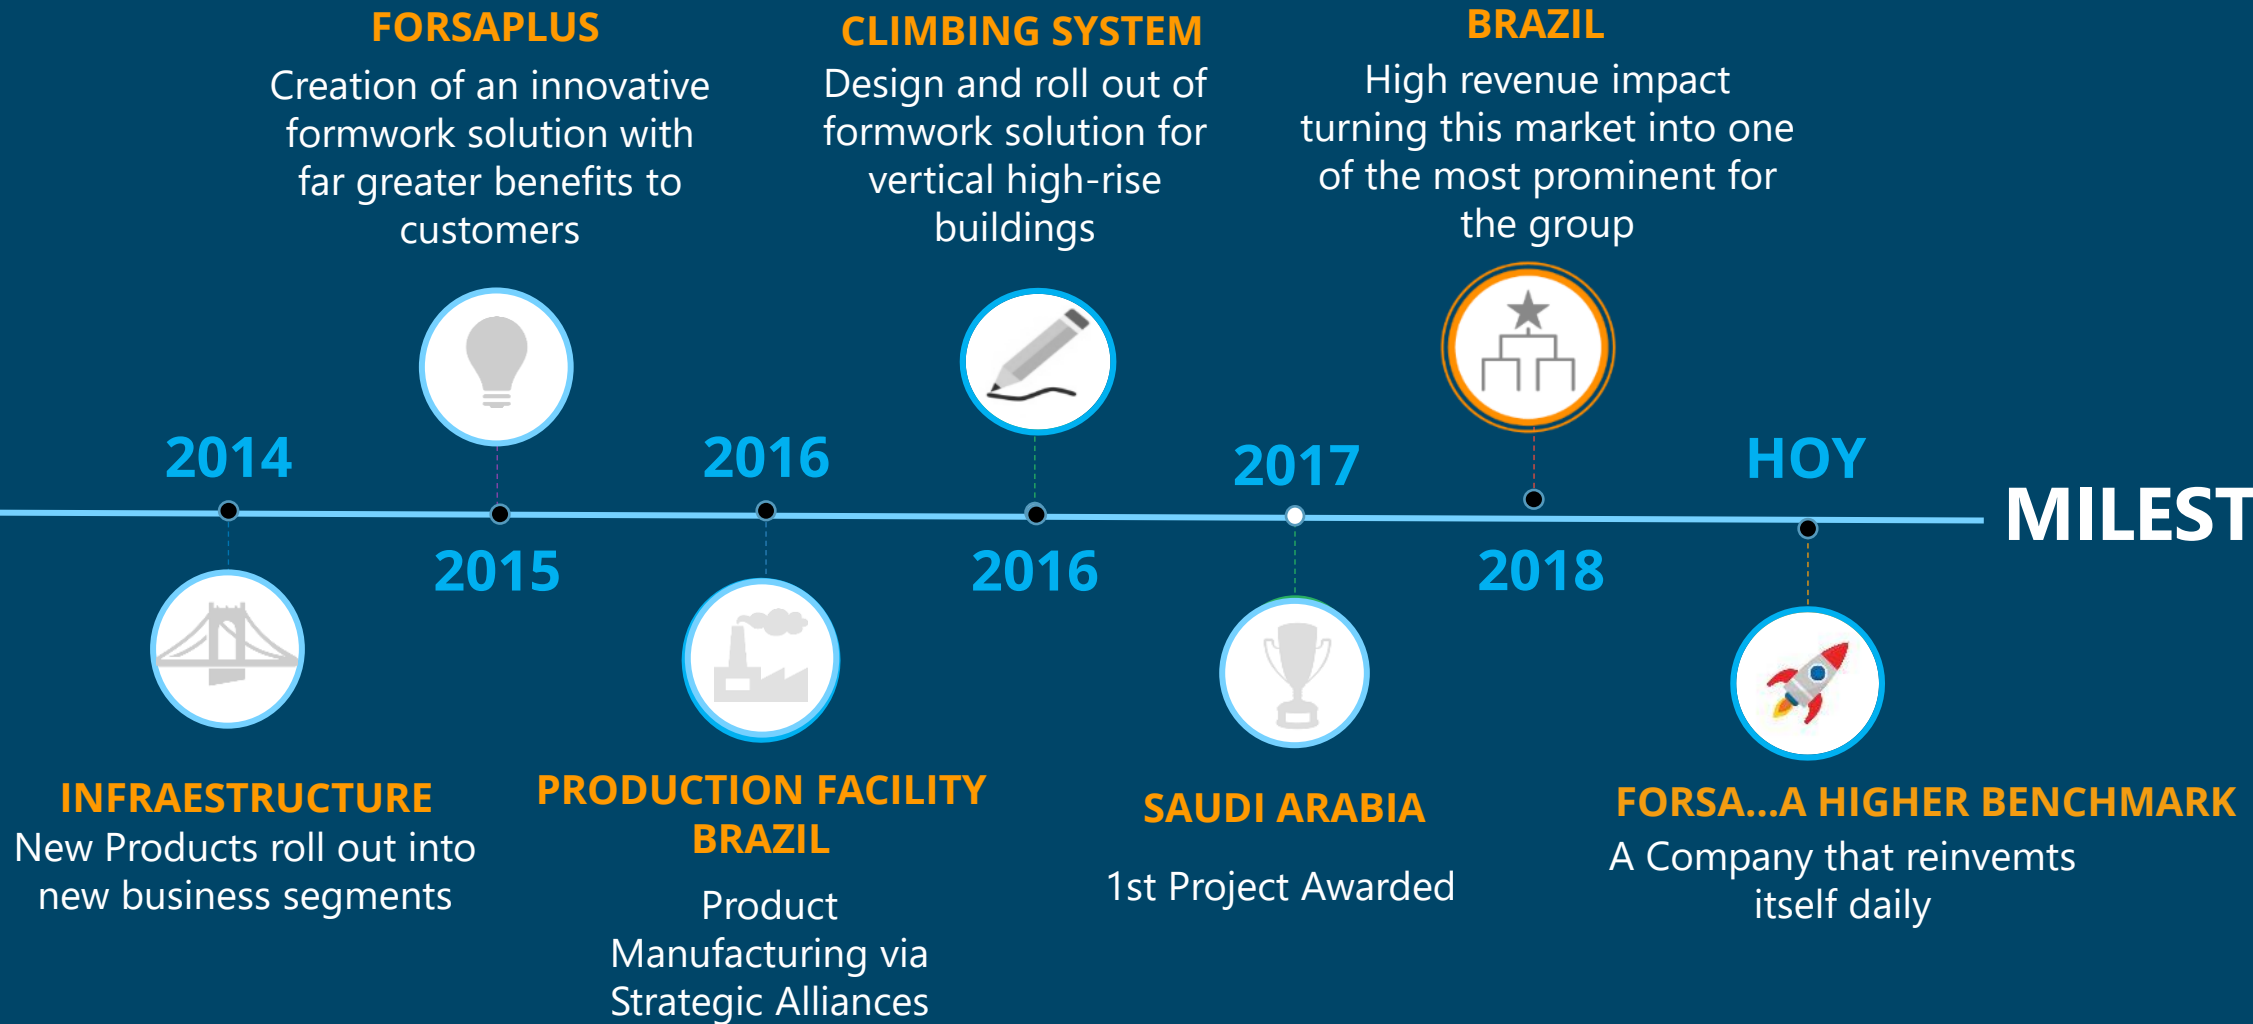 FORSAPLUS
Creation of an innovative
formwork solution with
far greater benefits to
customers
CLIMBING SYSTEM
Design and roll out of
formwork solution for
vertical high-rise
buildings
BRAZIL
High revenue impact
turning this market into one
of the most prominent for
the group
2014
2016
2017
HOY
MILEST
2015
2016
2018
INFRAESTRUCTURE
New Products roll out into
new business segments
PRODUCTION FACILITY
BRAZIL
Product
Manufacturing via
Strategic Alliances
SAUDI ARABIA
1st Project Awarded
FORSA...A HIGHER BENCHMARK
A Company that reinvemts
itself daily